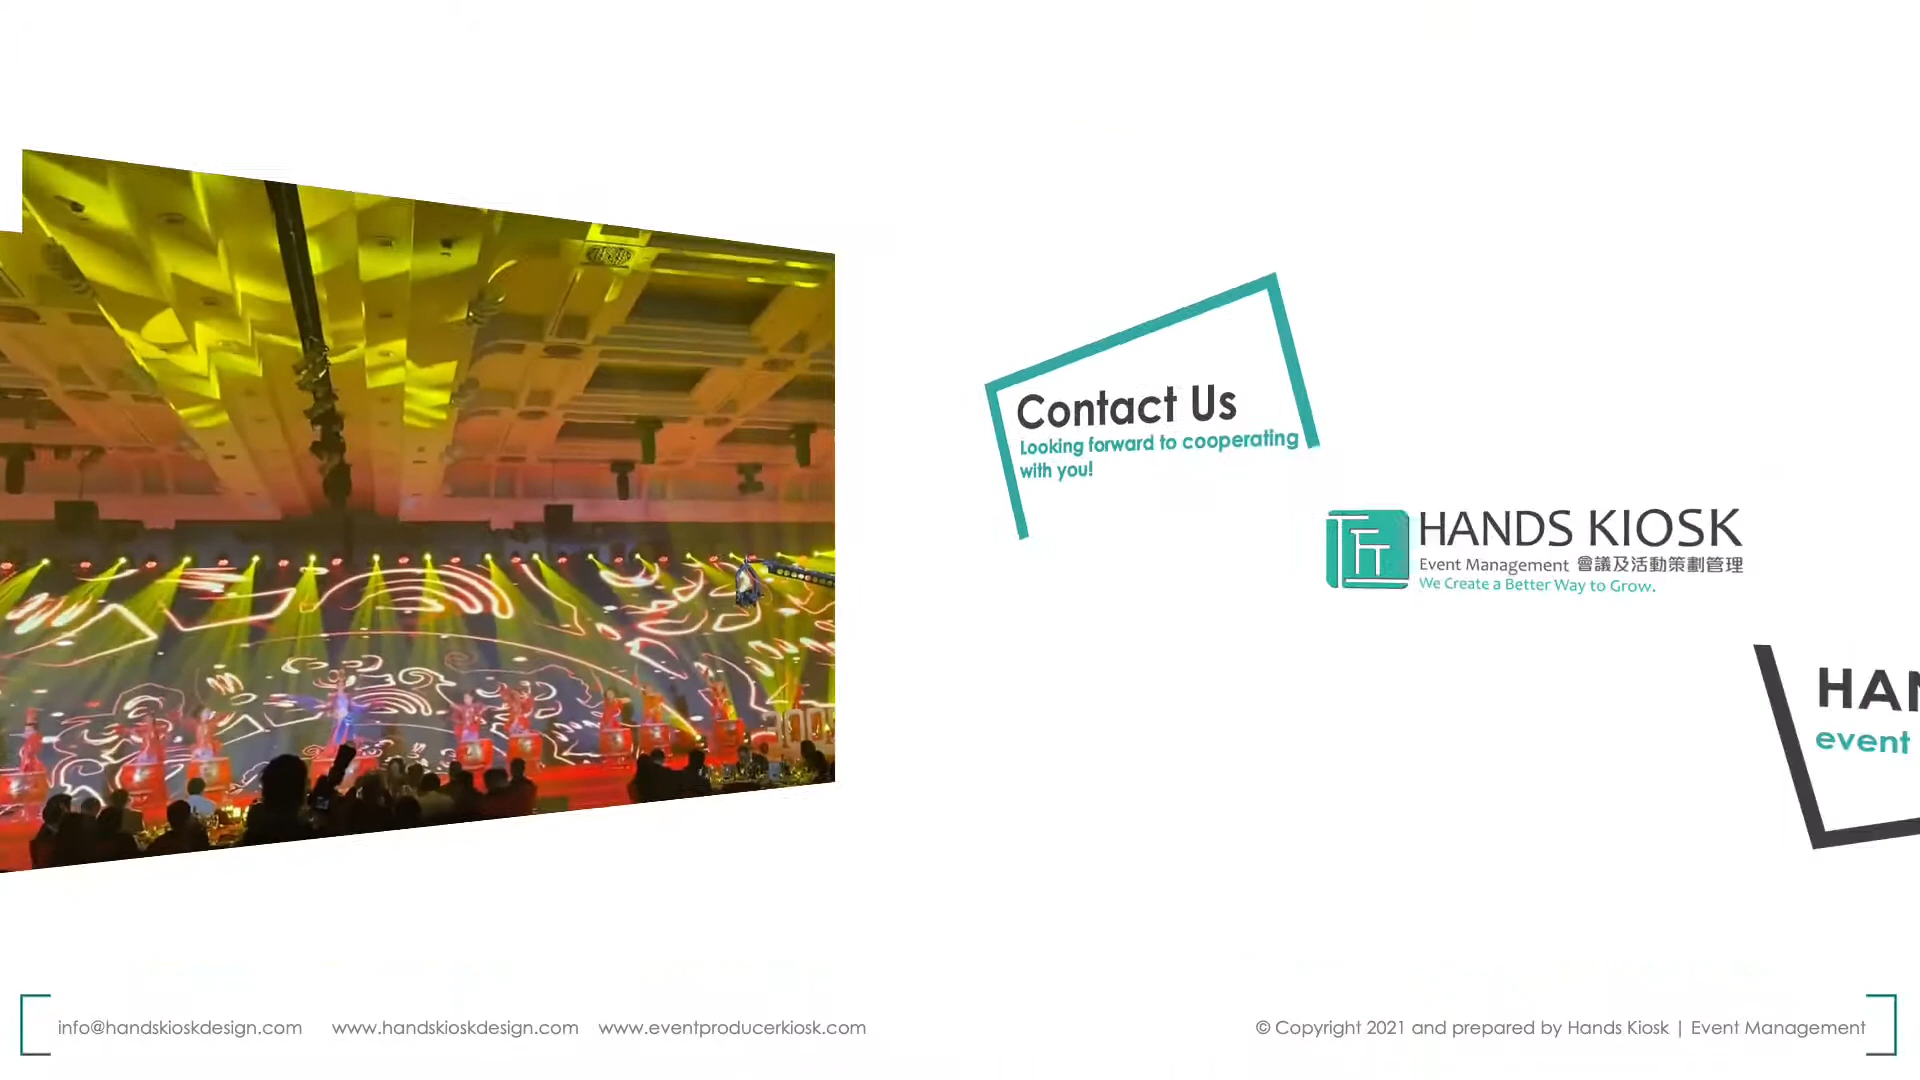 Contact Us
Looking forward to cooperating
with you!
HANDS KIOSK
Event Management 會議及活動策劃管理
We Create a Better Way to Grow.
event
info@handskioskdesign.com www.handskioskdesign.com www.eventproducerkiosk.com
© Copyright 2021 and prepared by Hands Kiosk | Event Management